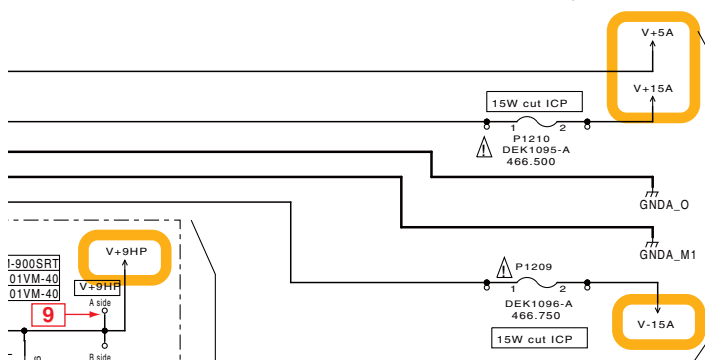 V+5A
V+15A
15W cut ICP
1 2
P1210
DEK1095-A
466.500
GNDA_O
GNDA_M1
V+9HP
-900SRT
01VM-40
01VM-40
V+9HP
A side
9
B side
P1209
1 2
DEK1096-A
466.750
15W cut ICP
V-15A